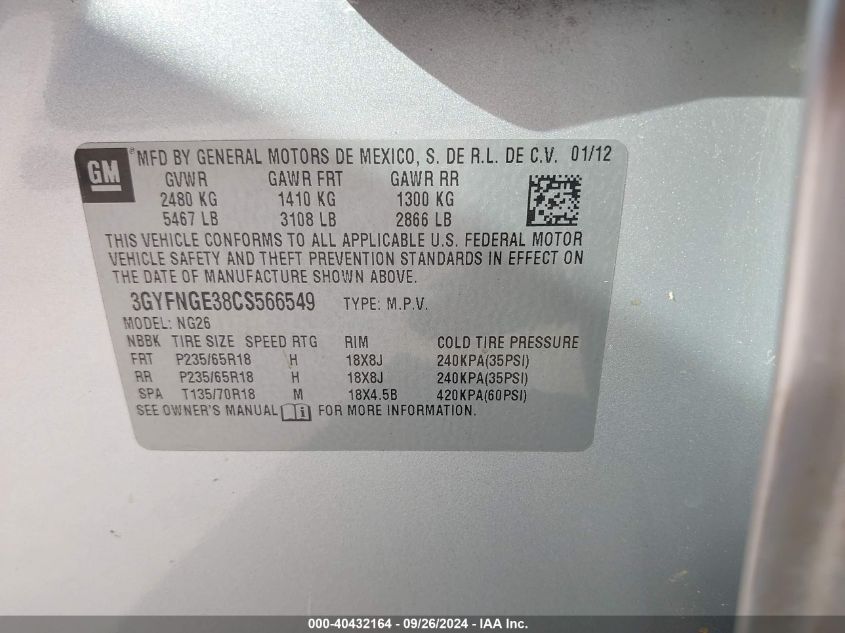 GM MFD BY GENERAL MOTORS DE MEXICO, S. DE R.L. DE C.V. 01/12
GVWR GAWR FRT GAWR RR
2480 KG 1410 KG 1300 KG
5467 LB 3108 LB 2866 LB
THIS VEHICLE CONFORMS TO ALL APPLICABLE U.S. FEDERAL MOTOR
VEHICLE SAFETY AND THEFT PREVENTION STANDARDS IN EFFECT ON
THE DATE OF MANUFACTURE SHOWN ABOVE.
3GYFNGE38CS566549 TYPE: M.P.V.
MODEL: NG26
NBBK TIRE SIZE SPEED RTG RIM COLD TIRE PRESSURE
FRT P235/65R18 H 18X8J 240KPA(35PSI)
RR P235/65R18 H 18X8J 240KPA(35PSI)
SPA T135/70R18 M 18X4.5B 420KPA(60PSI)
SEE OWNER'S MANUAL i FOR MORE INFORMATION.
000-40432164 - 09/26/2024 - IAA Inc.